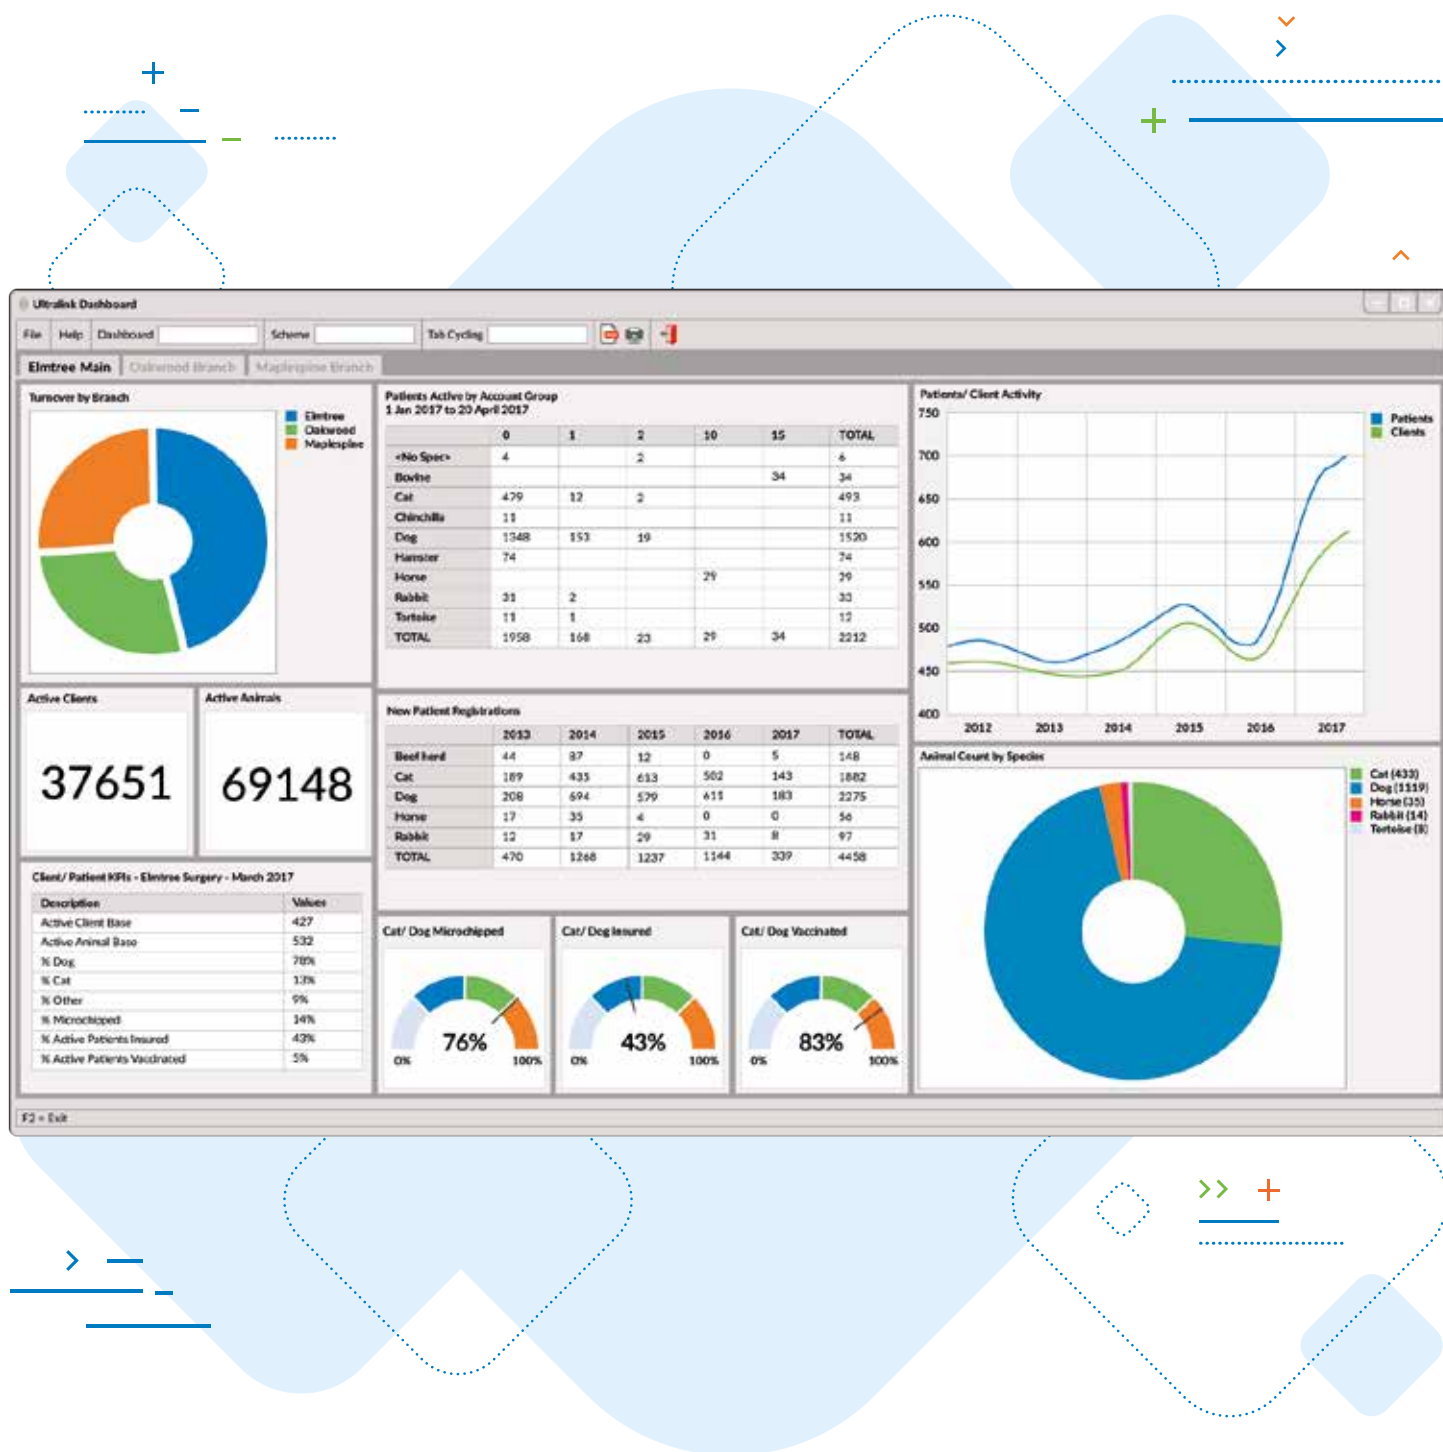 Ultralink Dashboard
File Help Dashboard Scheme Tab Cycling
Elmtree Main Oakwood Branch Maplespine Branch
Turnover by Branch
Elmtree
Oakwood
Maplespine
Active Clients
37651
Active Animals
69148
Client/ Patient KPIs - Elmtree Surgery - March 2017
Description Values
Active Client Base 427
Active Animal Base 532
% Dog 78%
% Cat 13%
% Other 9%
% Microchipped 14%
% Active Patients Insured 43%
% Active Patients Vaccinated 5%
Patients Active by Account Group
1 Jan 2017 to 20 April 2017
0 1 2 10 15 TOTAL
<No Spec> 4 2 6
Bovine 34 34
Cat 479 12 2 493
Chinchilla 11 11
Dog 1348 153 19 1520
Hamster 74 74
Horse 29 29
Rabbit 31 2 33
Tortoise 11 1 12
TOTAL 1958 168 23 29 34 2212
New Patient Registrations
2013 2014 2015 2016 2017 TOTAL
Beef herd 44 87 12 0 5 148
Cat 189 435 613 502 143 1882
Dog 208 694 579 611 183 2275
Horse 17 35 4 0 0 56
Rabbit 12 17 29 31 8 97
TOTAL 470 1268 1237 1144 339 4458
Cat/ Dog Microchipped
76%
0% 100%
Cat/ Dog Insured
43%
0% 100%
Cat/ Dog Vaccinated
83%
0% 100%
Patients/ Client Activity
750
700
650
600
550
500
450
400
2012 2013 2014 2015 2016 2017
Patients
Clients
Animal Count by Species
Cat (433)
Dog (1119)
Horse (35)
Rabbit (14)
Tortoise (8)
F2 = Exit